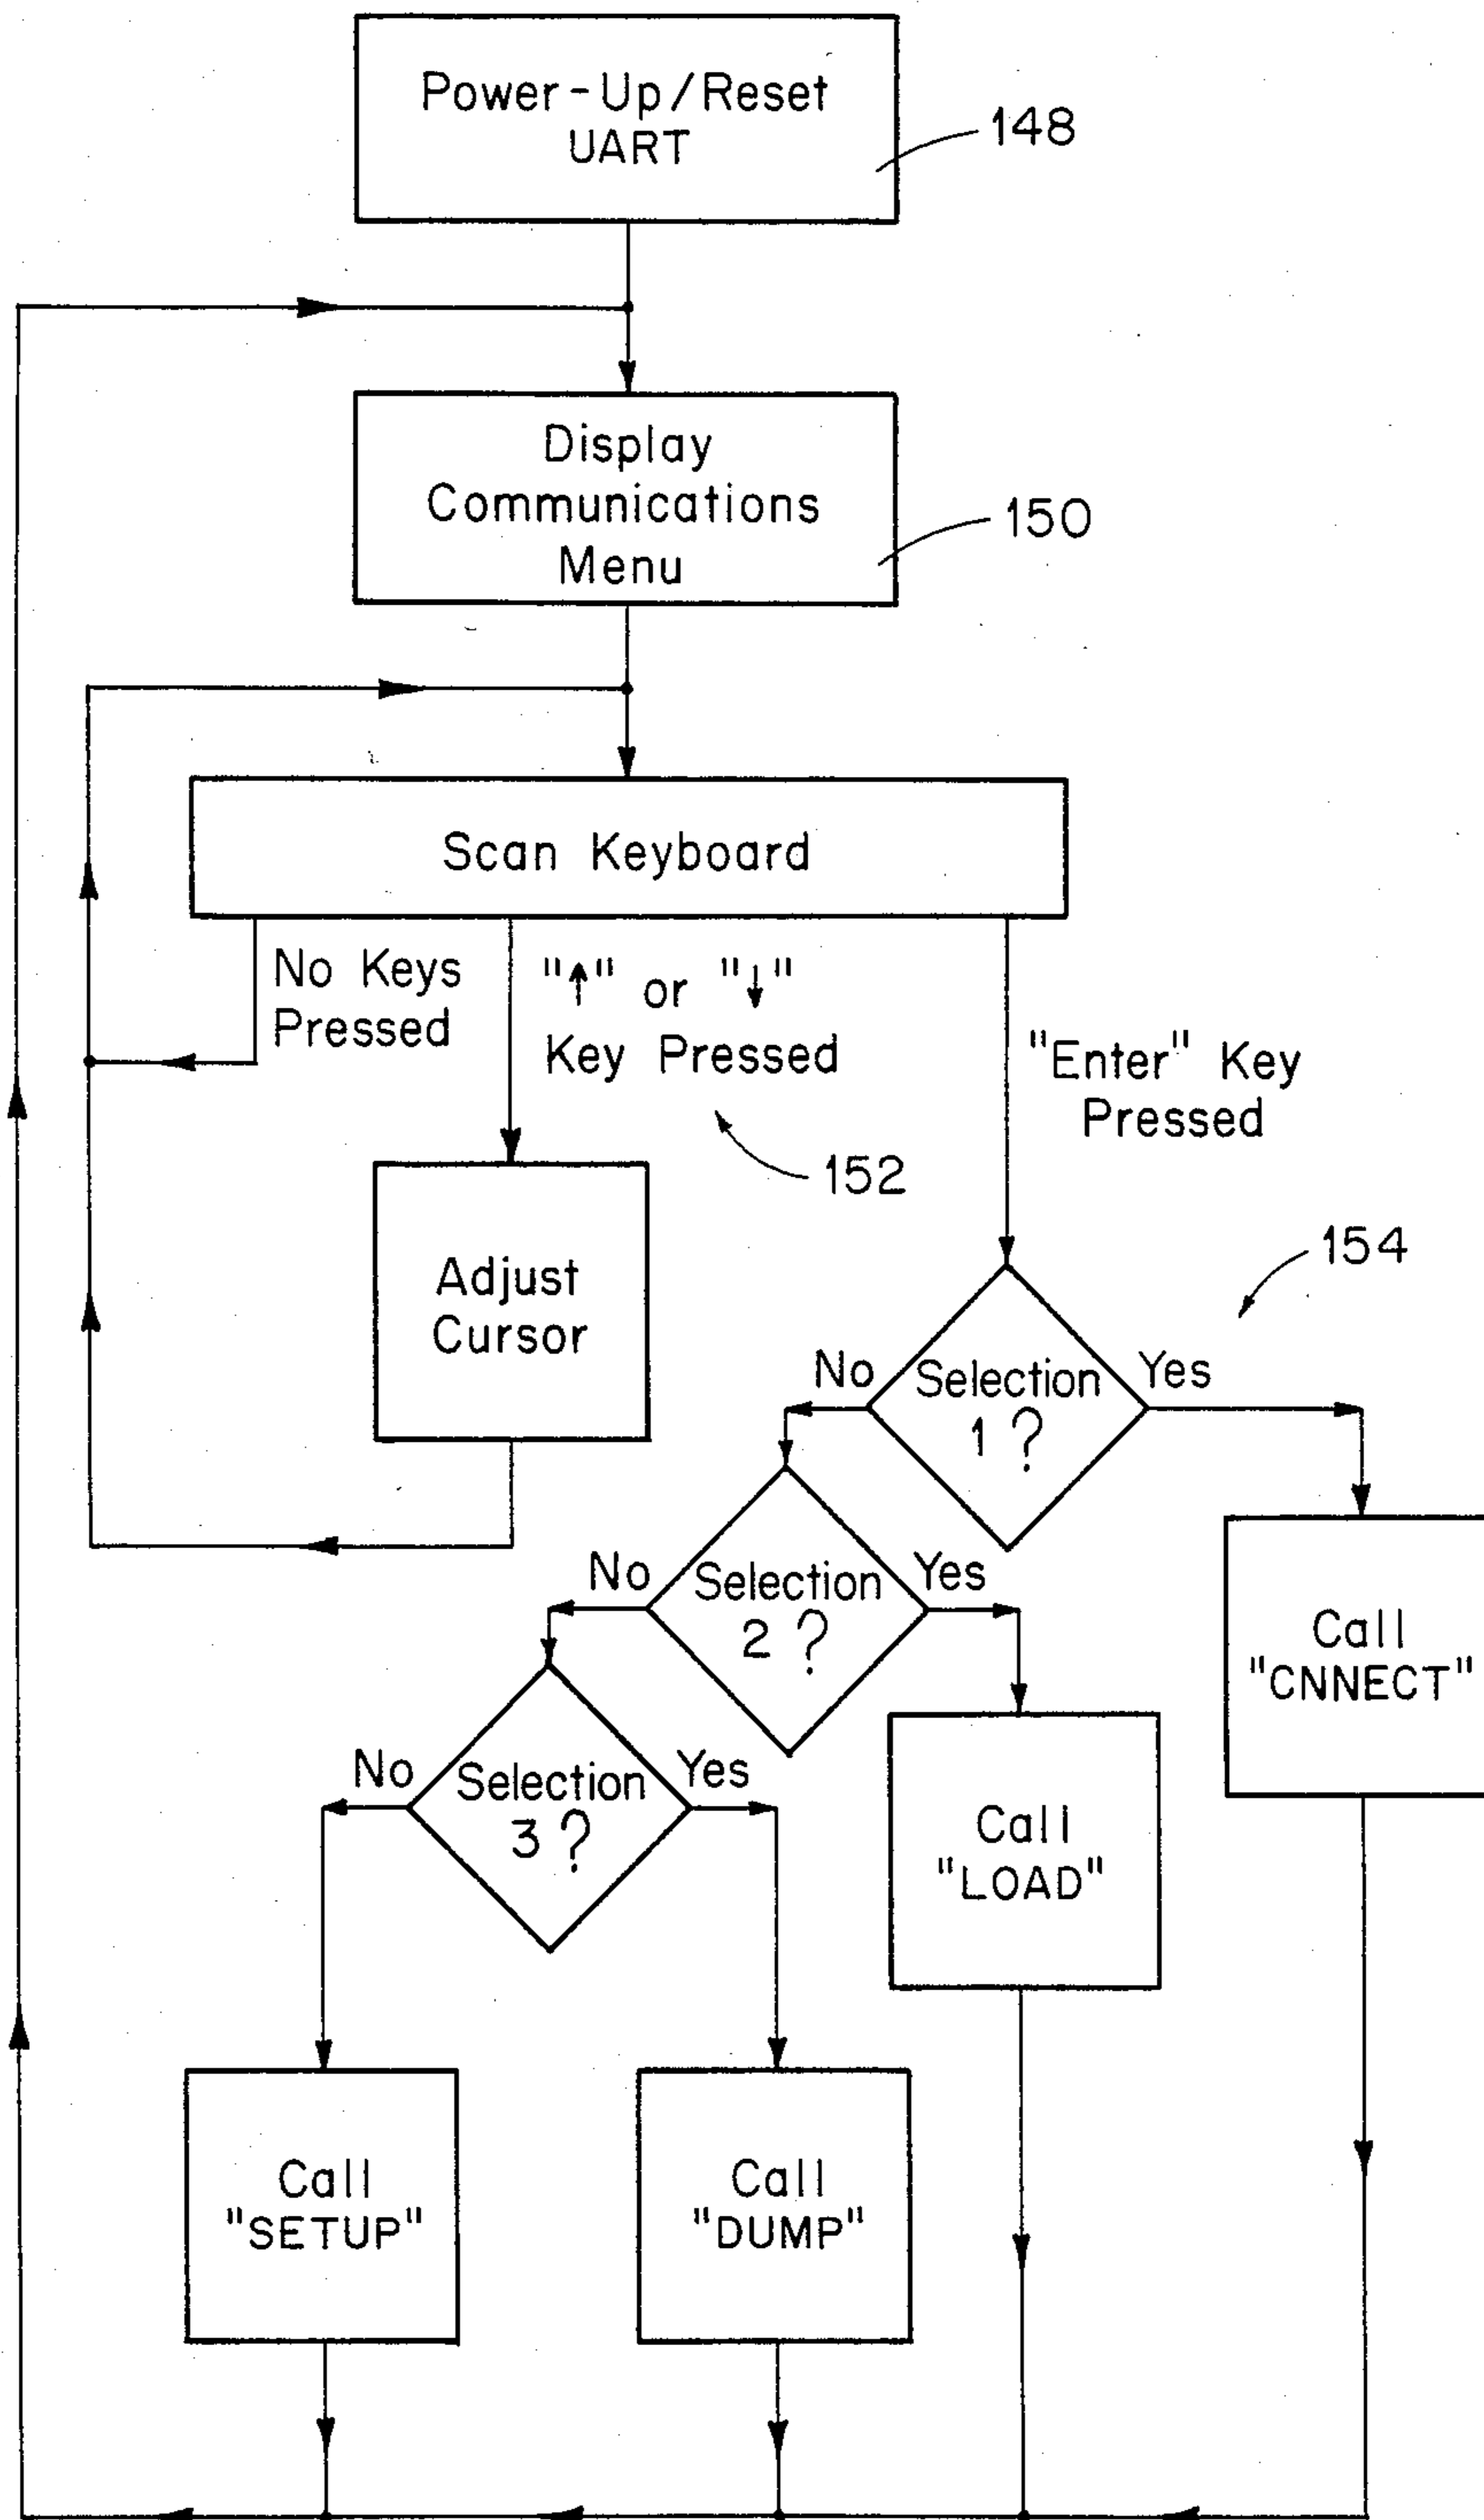 Power-Up/Reset
UART
148
Display
Communications
Menu
150
Scan Keyboard
No Keys
Pressed
"↑" or "↓"
Key Pressed
"Enter" Key
Pressed
152
154
Adjust
Cursor
No
Selection
1?
Yes
No
Selection
2?
Yes
Call
"CNNECT"
No
Selection
3?
Yes
Call
"LOAD"
Call
"SETUP"
Call
"DUMP"